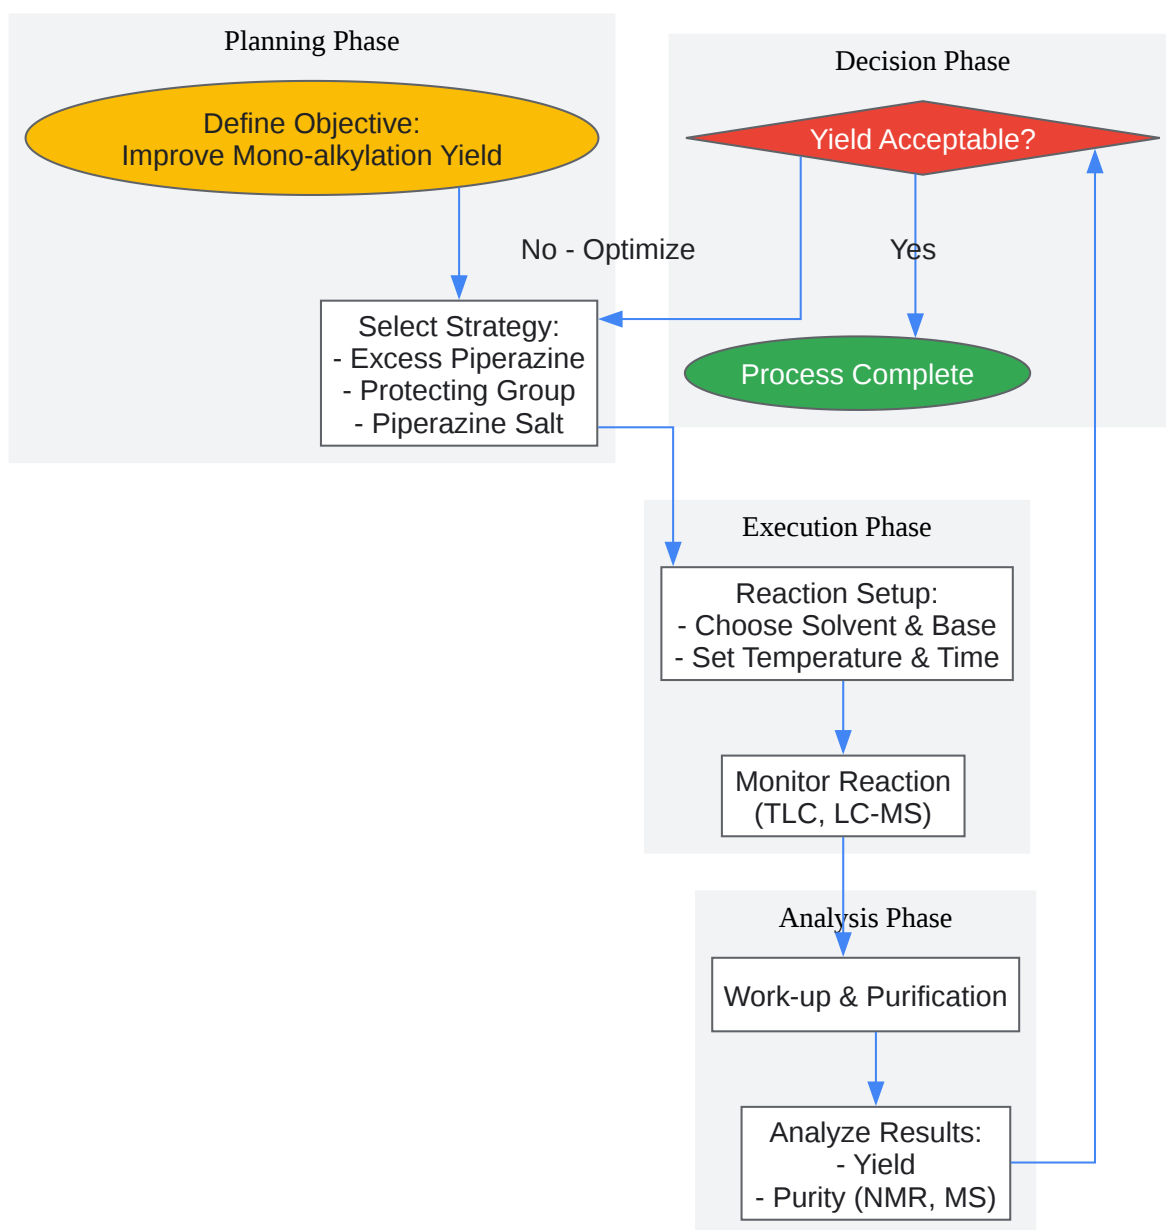 Planning Phase
Define Objective:
Improve Mono-alkylation Yield
Select Strategy:
- Excess Piperazine
- Protecting Group
- Piperazine Salt
Decision Phase
Yield Acceptable?
No - Optimize
Yes
Process Complete
Execution Phase
Reaction Setup:
- Choose Solvent & Base
- Set Temperature & Time
Monitor Reaction
(TLC, LC-MS)
Analysis Phase
Work-up & Purification
Analyze Results:
- Yield
- Purity (NMR, MS)